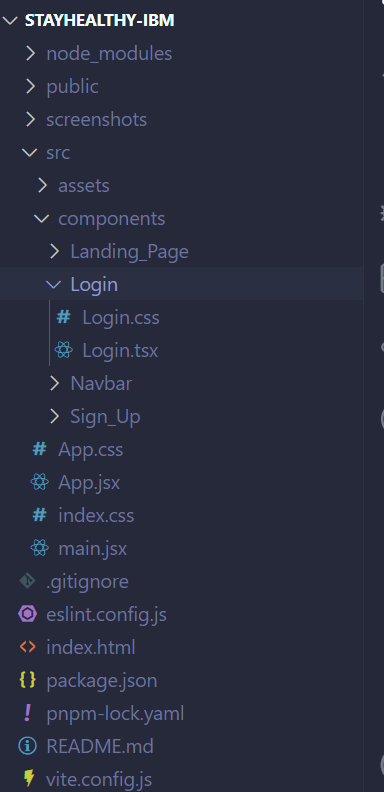 STAYHEALTHY-IBM
node_modules
public
screenshots
src
assets
components
Landing_Page
Login
# Login.css
Login.tsx
Navbar
Sign_Up
# App.css
App.jsx
# index.css
main.jsx
.gitignore
eslint.config.js
<> index.html
{} package.json
! pnpm-lock.yaml
README.md
vite.config.js